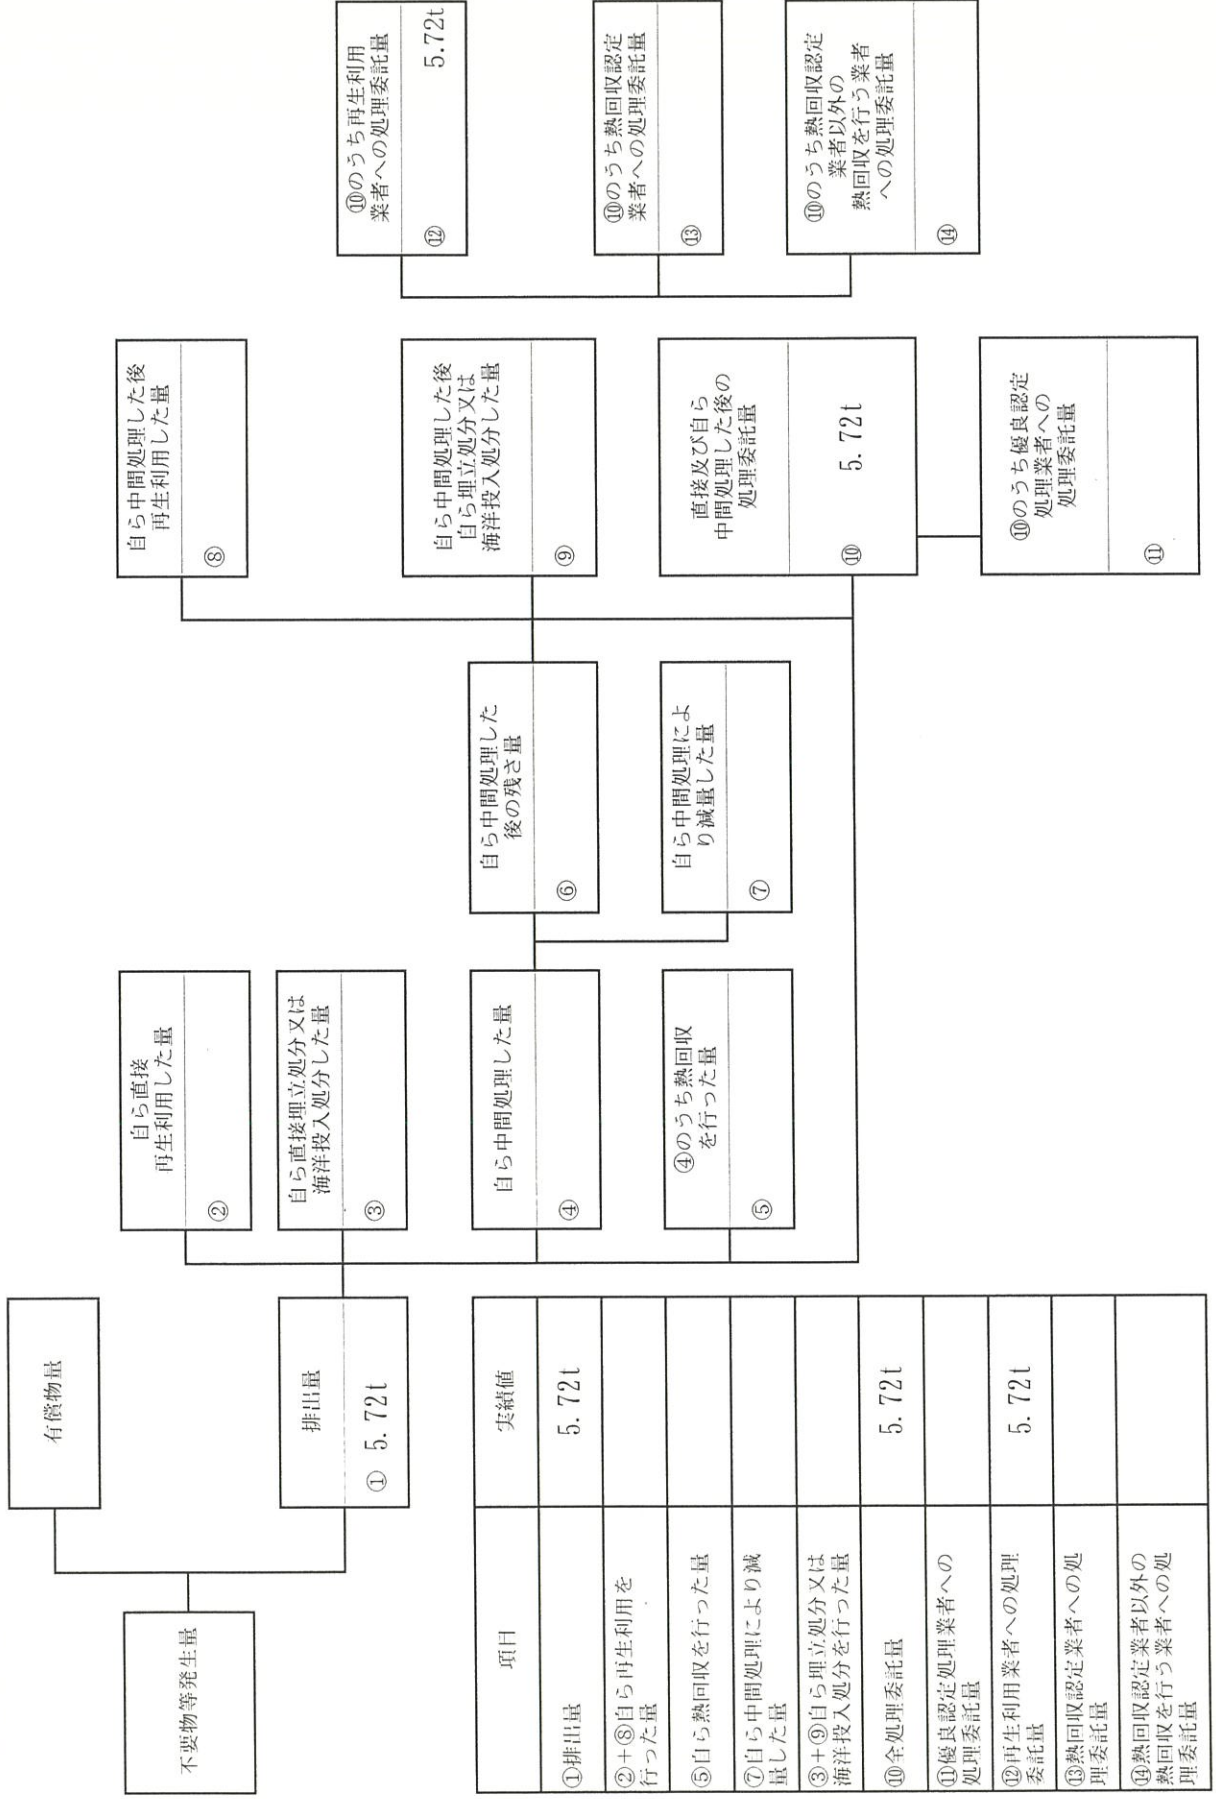 不要物等発生量
有償物量
排出量
① 5.72t
自ら直接
再生利用した量
②
自ら直接埋立処分又は
海洋投入処分した量
③
自ら中間処理した量
④
④のうち熱回収
を行った量
⑤
自ら中間処理した
後の残さ量
⑥
自ら中間処理によ
り減量した量
⑦
自ら中間処理した後
再生利用した量
⑧
自ら中間処理した後
自ら埋立処分又は
海洋投入処分した量
⑨
直接及び自ら
中間処理した後の
処理委託量
⑩ 5.72t
⑩のうち優良認定
処理業者への
処理委託量
⑪
⑩のうち再生利用
業者への処理委託量
⑫ 5.72t
⑩のうち熱回収認定
業者への処理委託量
⑬
⑩のうち熱回収認定
業者以外の
熱回収を行う業者
への処理委託量
⑭
項目 実績値
①排出量 5.72t
②+⑧自ら再生利用を
行った量
⑤自ら熱回収を行った量
⑦自ら中間処理により減
量した量
③+⑨自ら埋立処分又は
海洋投入処分を行った量
⑩全処理委託量 5.72t
⑪優良認定処理業者への
処理委託量
⑫再生利用業者への処理
委託量 5.72t
⑬熱回収認定業者への処
理委託量
⑭熱回収認定業者以外の
熱回収を行う業者への処
理委託量